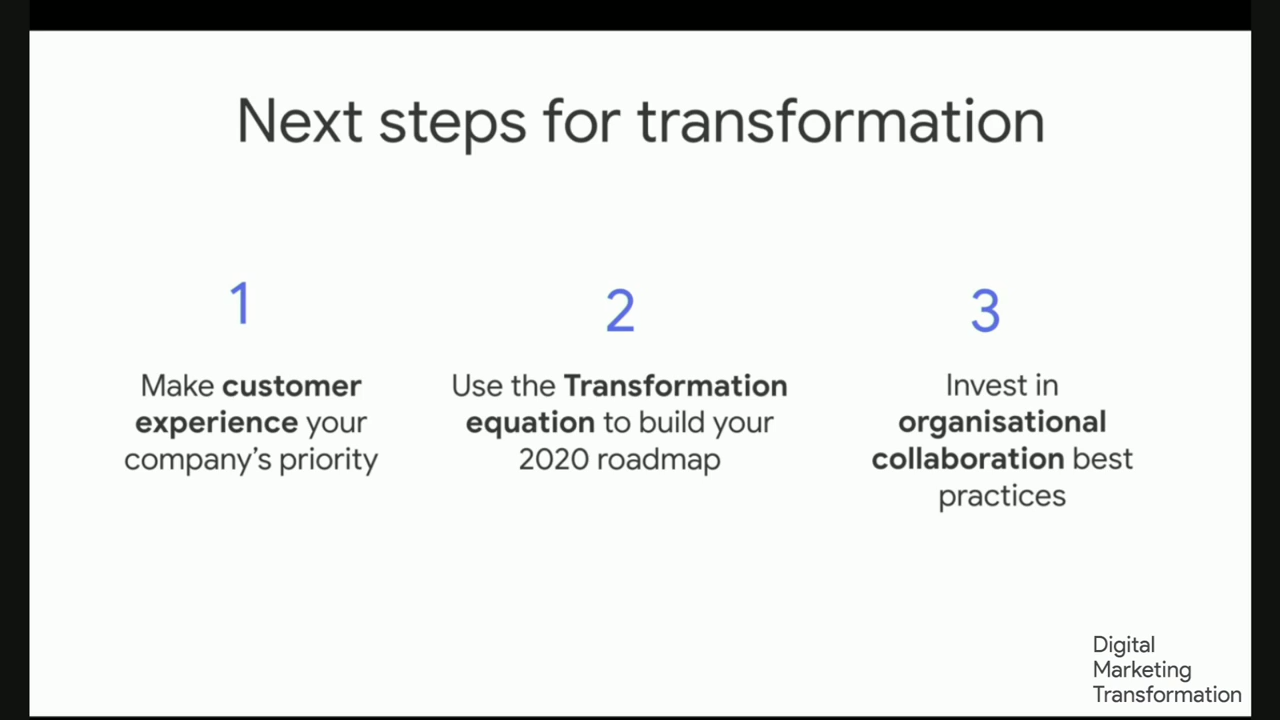 Next steps for transformation
1
Make customer
experience your
company’s priority
2
Use the Transformation
equation to build your
2020 roadmap
3
Invest in
organisational
collaboration best
practices
Digital
Marketing
Transformation